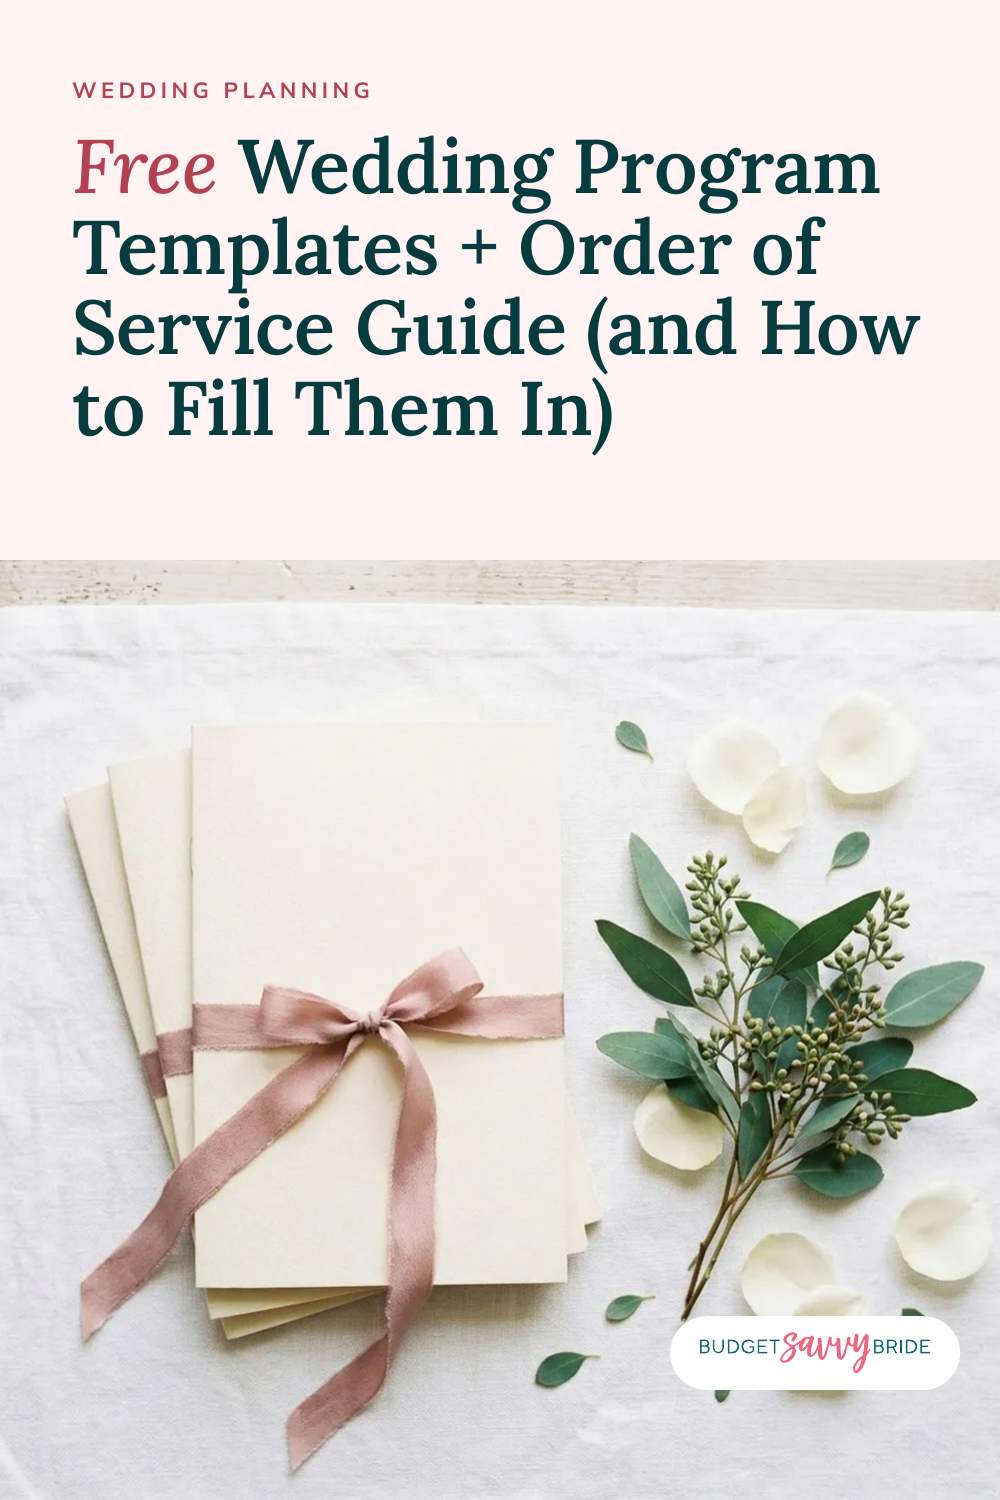 WEDDING PLANNING
Free Wedding Program
Templates + Order of
Service Guide (and How
to Fill Them In)
BUDGET savvy BRIDE